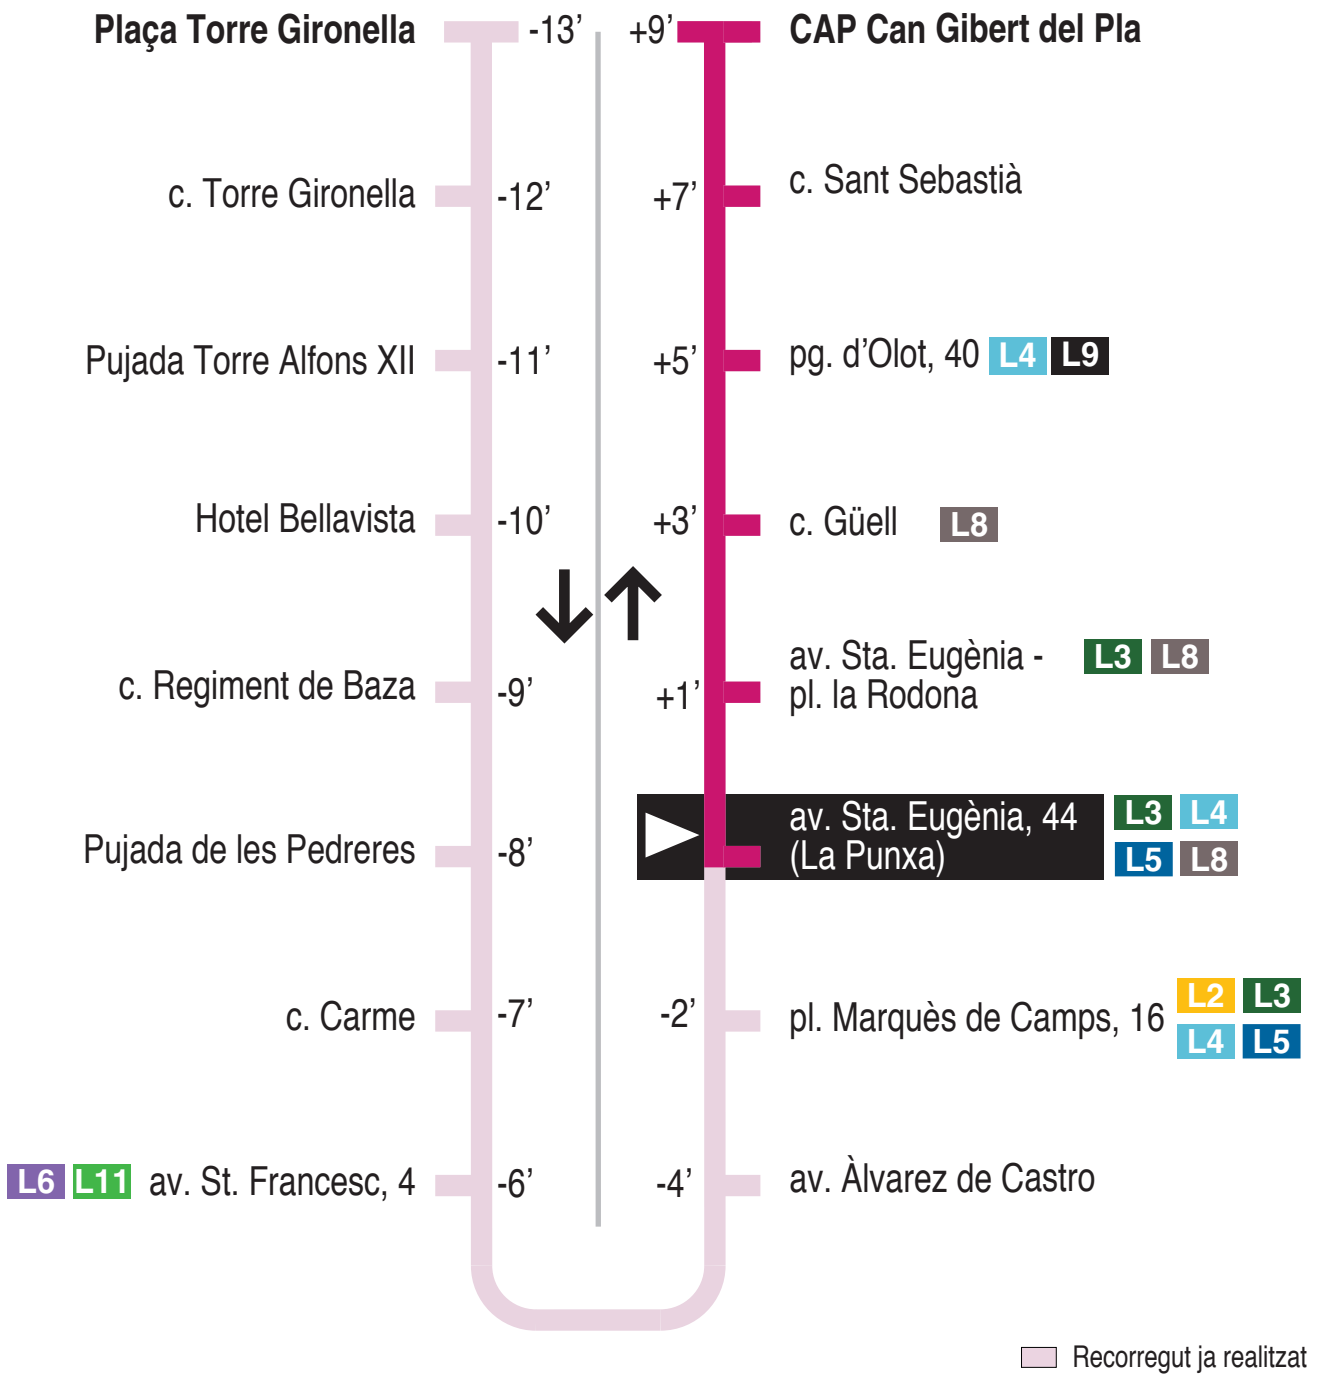 Plaça Torre Gironella -13’
c. Torre Gironella -12’
Pujada Torre Alfons XII -11’
Hotel Bellavista -10’
c. Regiment de Baza -9’
Pujada de les Pedreres -8’
c. Carme -7’
L6 L11 av. St. Francesc, 4 -6’
+9’ CAP Can Gibert del Pla
+7’ c. Sant Sebastià
+5’ pg. d’Olot, 40 L4 L9
+3’ c. Güell L8
av. Sta. Eugènia - L3 L8
+1’ pl. la Rodona
av. Sta. Eugènia, 44 L3 L4
(La Punxa) L5 L8
L2 L3
-2’ pl. Marquès de Camps, 16
L4 L5
-4’ av. Àlvarez de Castro
Recorregut ja realitzat